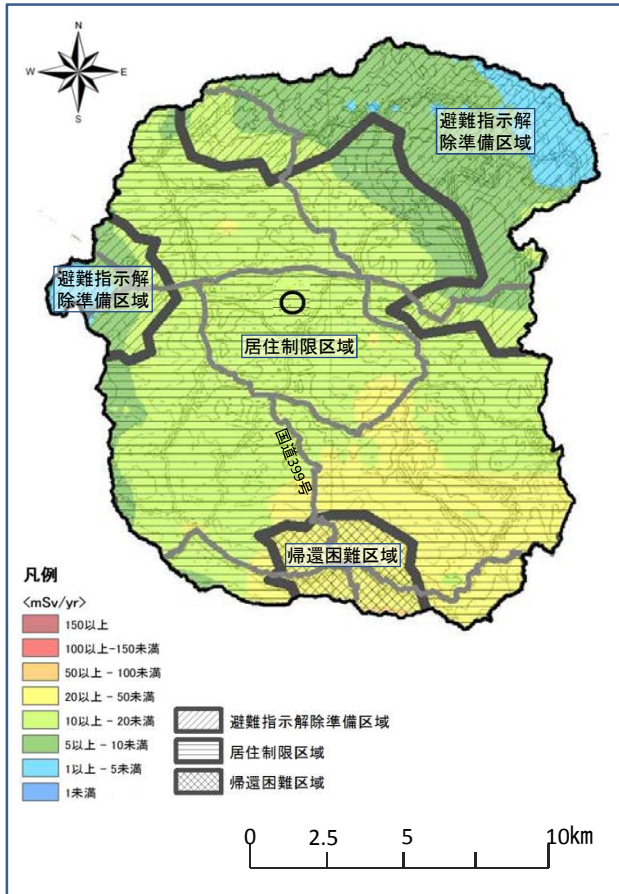 N
W E
S
避難指示解
除準備区域
避難指示解
除準備区域
居住制限区域
国道399号
帰還困難区域
凡例
<mSv/yr>
150以上
100以上-150未満
50以上 - 100未満
20以上 - 50未満
10以上 - 20未満
5以上 - 10未満
1以上 - 5未満
1未満
避難指示解除準備区域
居住制限区域
帰還困難区域
0 2.5 5 10km